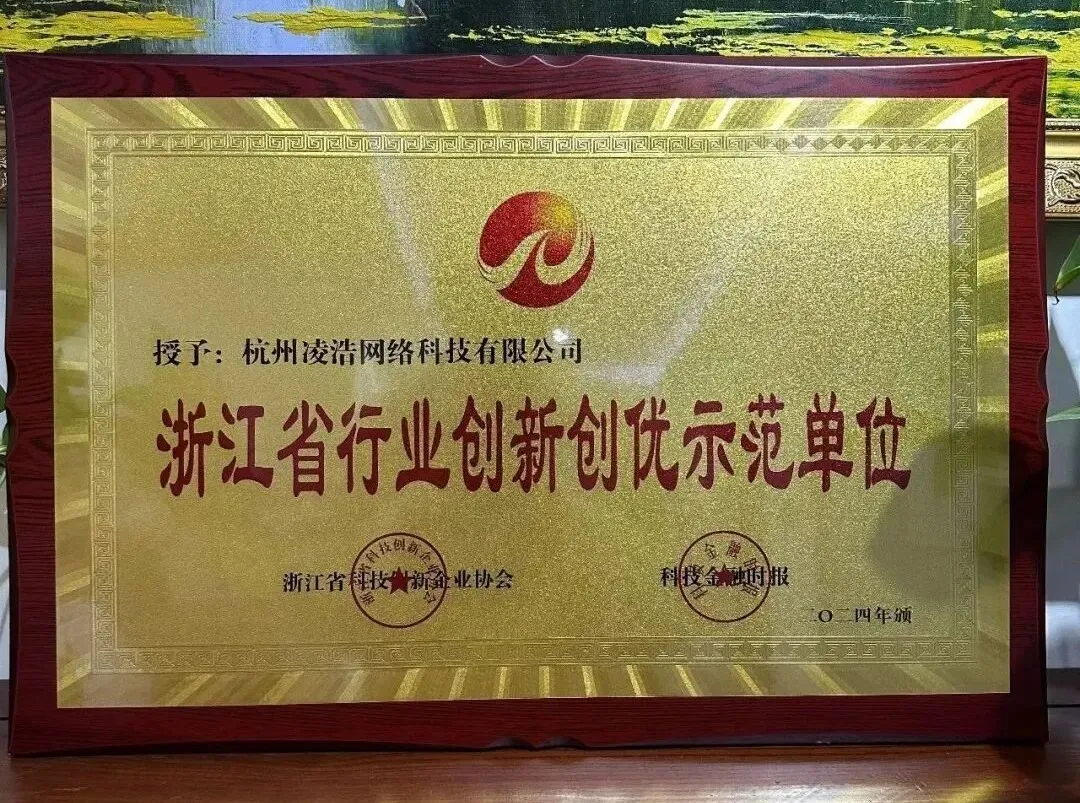 授予：杭州凌浩网络科技有限公司
浙江省行业创新创优示范单位
浙江省科技创新企业协会
科技金融时报
二〇二四年颁